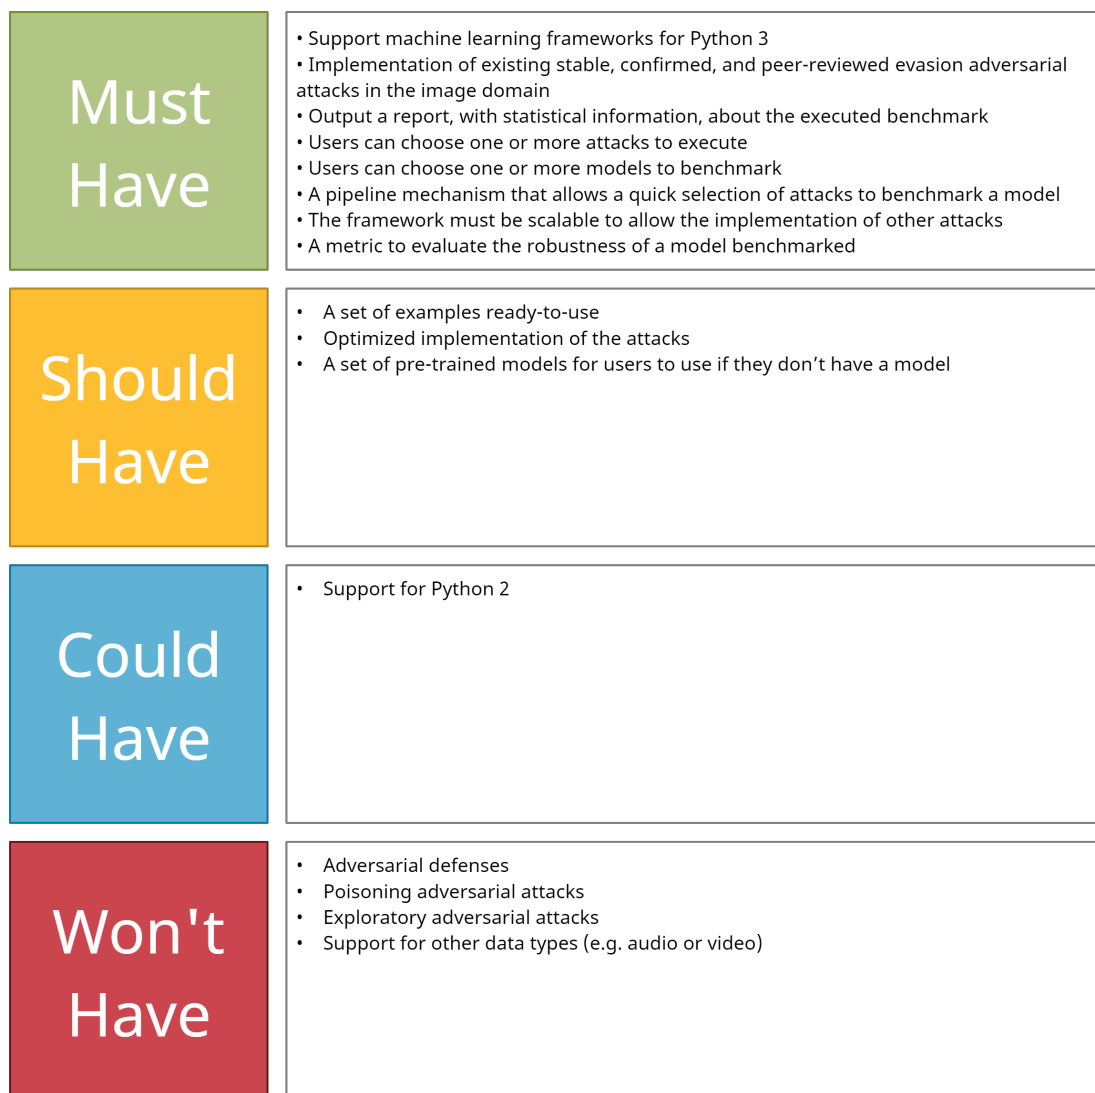 Must
Have
• Support machine learning frameworks for Python 3
• Implementation of existing stable, confirmed, and peer-reviewed evasion adversarial
attacks in the image domain
• Output a report, with statistical information, about the executed benchmark
• Users can choose one or more attacks to execute
• Users can choose one or more models to benchmark
• A pipeline mechanism that allows a quick selection of attacks to benchmark a model
• The framework must be scalable to allow the implementation of other attacks
• A metric to evaluate the robustness of a model benchmarked
Should
Have
• A set of examples ready-to-use
• Optimized implementation of the attacks
• A set of pre-trained models for users to use if they don’t have a model
Could
Have
• Support for Python 2
Won't
Have
• Adversarial defenses
• Poisoning adversarial attacks
• Exploratory adversarial attacks
• Support for other data types (e.g. audio or video)